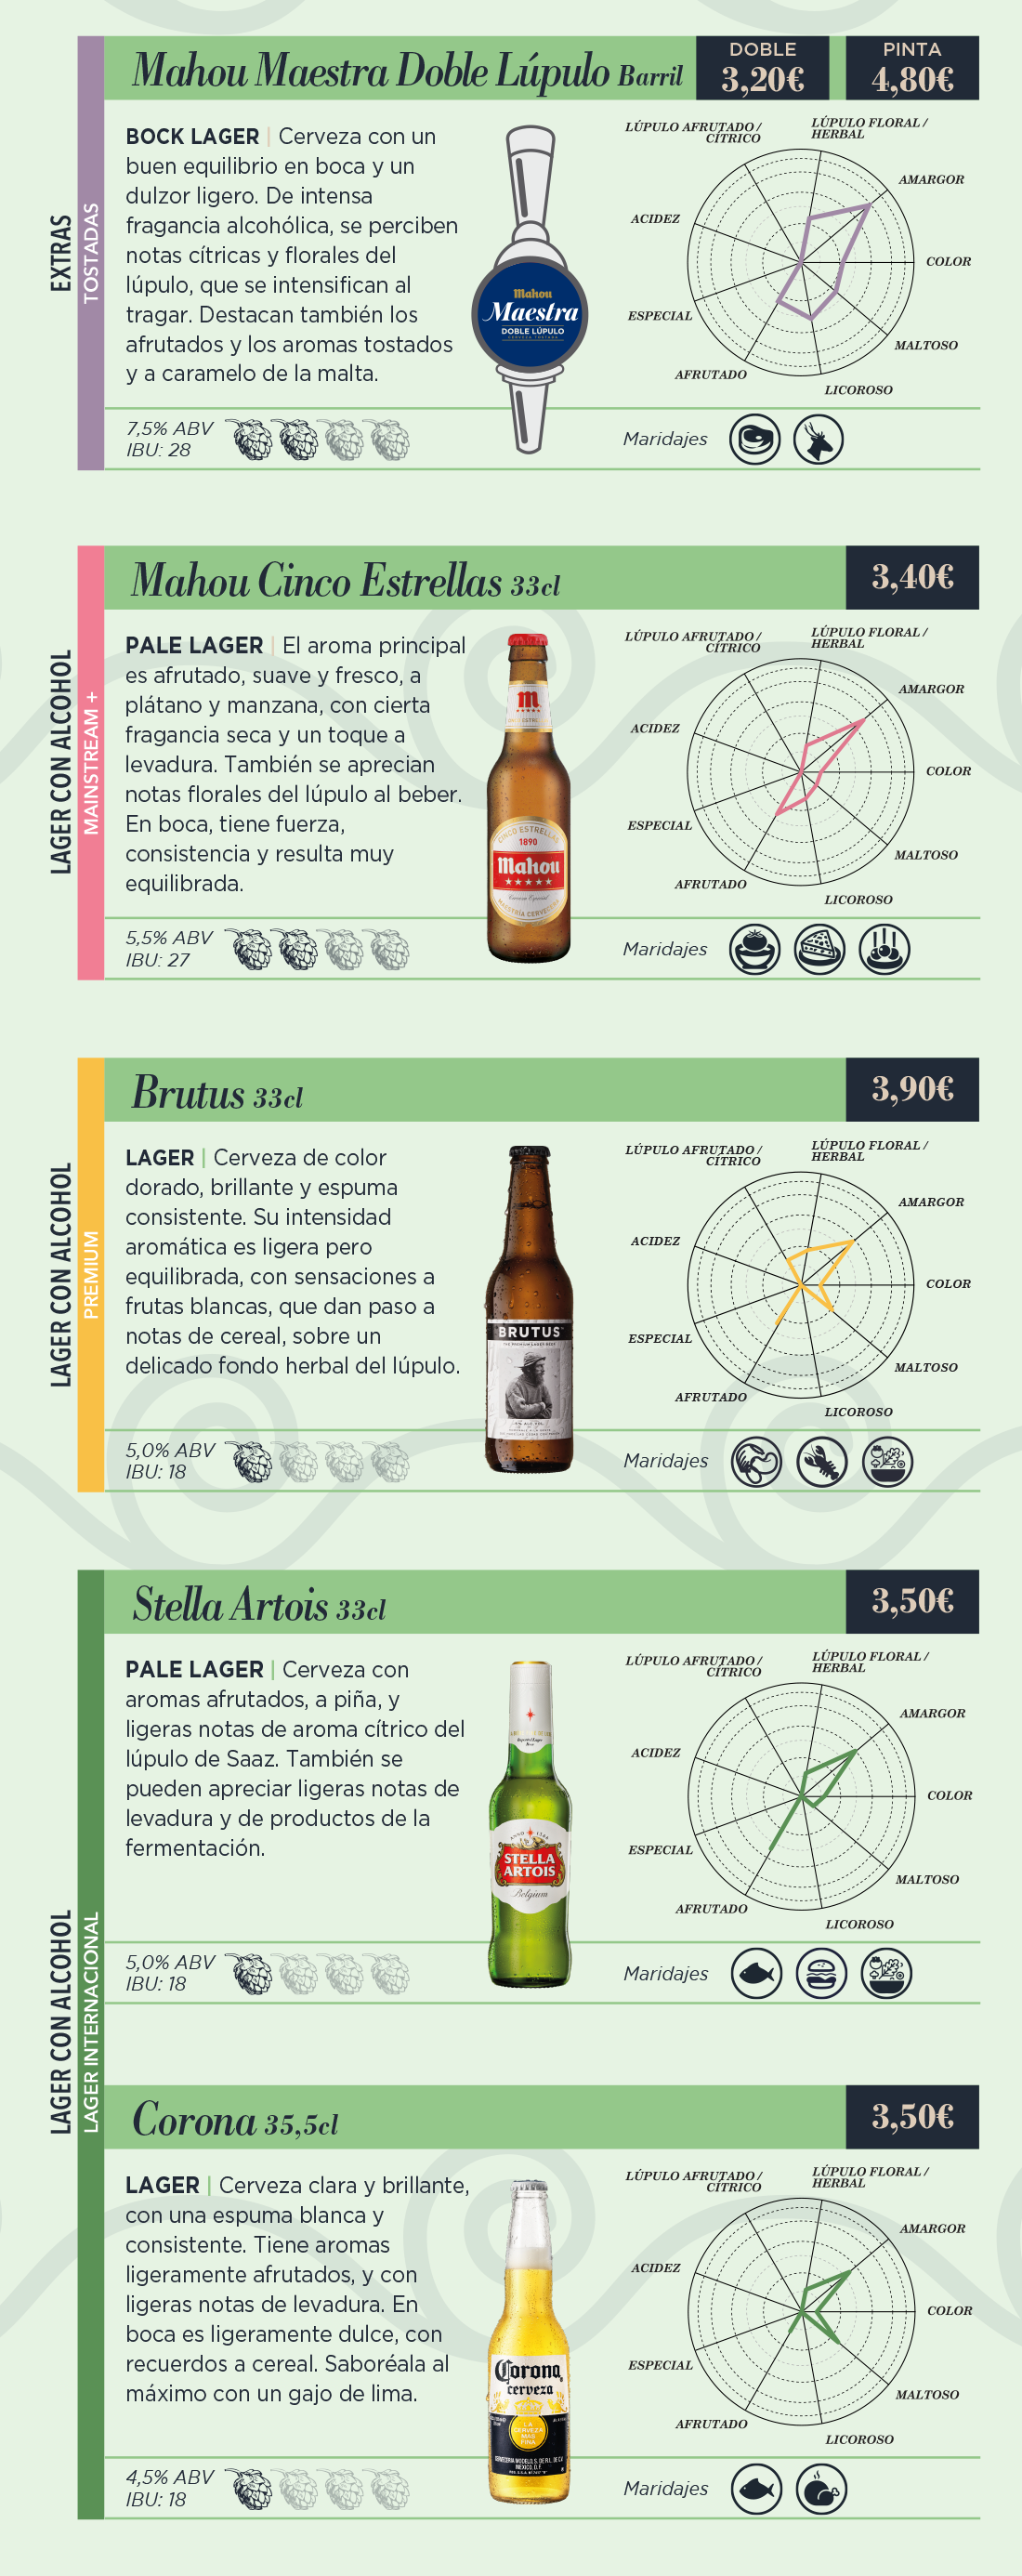 EXTRAS
TOSTADAS
Mahou Maestra Doble Lúpulo Barril
DOBLE
3,20€
PINTA
4,80€
BOCK LAGER | Cerveza con un
buen equilibrio en boca y un
dulzor ligero. De intensa
fragancia alcohólica, se perciben
notas cítricas y florales del
lúpulo, que se intensifican al
tragar. Destacan también los
afrutados y los aromas tostados
y a caramelo de la malta.
Mahou
Maestra
DOBLE LÚPULO
CERVEZA TOSTADA
LÚPULO AFRUTADO /
CÍTRICO
LÚPULO FLORAL /
HERBAL
AMARGOR
ACIDEZ
COLOR
ESPECIAL
MALTOSO
AFRUTADO
LICOROSO
7,5% ABV
IBU: 28
Maridajes
LAGER CON ALCOHOL
MAINSTREAM +
Mahou Cinco Estrellas 33cl
3,40€
PALE LAGER | El aroma principal
es afrutado, suave y fresco, a
plátano y manzana, con cierta
fragancia seca y un toque a
levadura. También se aprecian
notas florales del lúpulo al beber.
En boca, tiene fuerza,
consistencia y resulta muy
equilibrada.
m
CINCO ESTRELLAS
1890
Mahou
Cerveza Especial
MAESTRÍA CERVECERA
LÚPULO AFRUTADO /
CÍTRICO
LÚPULO FLORAL /
HERBAL
AMARGOR
ACIDEZ
COLOR
ESPECIAL
MALTOSO
AFRUTADO
LICOROSO
5,5% ABV
IBU: 27
Maridajes
LAGER CON ALCOHOL
PREMIUM
Brutus 33cl
3,90€
LAGER | Cerveza de color
dorado, brillante y espuma
consistente. Su intensidad
aromática es ligera pero
equilibrada, con sensaciones a
frutas blancas, que dan paso a
notas de cereal, sobre un
delicado fondo herbal del lúpulo.
BRUTUS
LÚPULO AFRUTADO /
CÍTRICO
LÚPULO FLORAL /
HERBAL
AMARGOR
ACIDEZ
COLOR
ESPECIAL
MALTOSO
AFRUTADO
LICOROSO
5,0% ABV
IBU: 18
Maridajes
LAGER CON ALCOHOL
LAGER INTERNACIONAL
Stella Artois 33cl
3,50€
PALE LAGER | Cerveza con
aromas afrutados, a piña, y
ligeras notas de aroma cítrico del
lúpulo de Saaz. También se
pueden apreciar ligeras notas de
levadura y de productos de la
fermentación.
ANNO 1366
STELLA
ARTOIS
Belgium
LÚPULO AFRUTADO /
CÍTRICO
LÚPULO FLORAL /
HERBAL
AMARGOR
ACIDEZ
COLOR
ESPECIAL
MALTOSO
AFRUTADO
LICOROSO
5,0% ABV
IBU: 18
Maridajes
Corona 35,5cl
3,50€
LAGER | Cerveza clara y brillante,
con una espuma blanca y
consistente. Tiene aromas
ligeramente afrutados, y con
ligeras notas de levadura. En
boca es ligeramente dulce, con
recuerdos a cereal. Saboréala al
máximo con un gajo de lima.
Corona
cerveza
LA
CERVEZA
MAS
FINA
CERVECERIA MODELO, S. DE R.L. DE C.V.
MEXICO, D.F.
LÚPULO AFRUTADO /
CÍTRICO
LÚPULO FLORAL /
HERBAL
AMARGOR
ACIDEZ
COLOR
ESPECIAL
MALTOSO
AFRUTADO
LICOROSO
4,5% ABV
IBU: 18
Maridajes